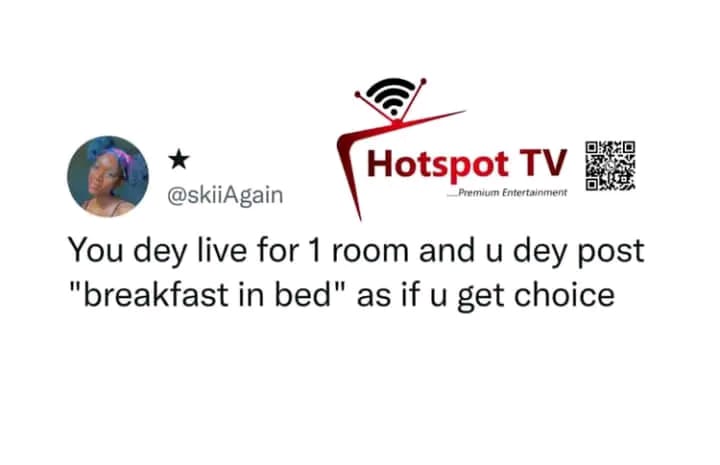 Hotspot TV
....Premium Entertainment
★
@skiiAgain
You dey live for 1 room and u dey post
"breakfast in bed" as if u get choice